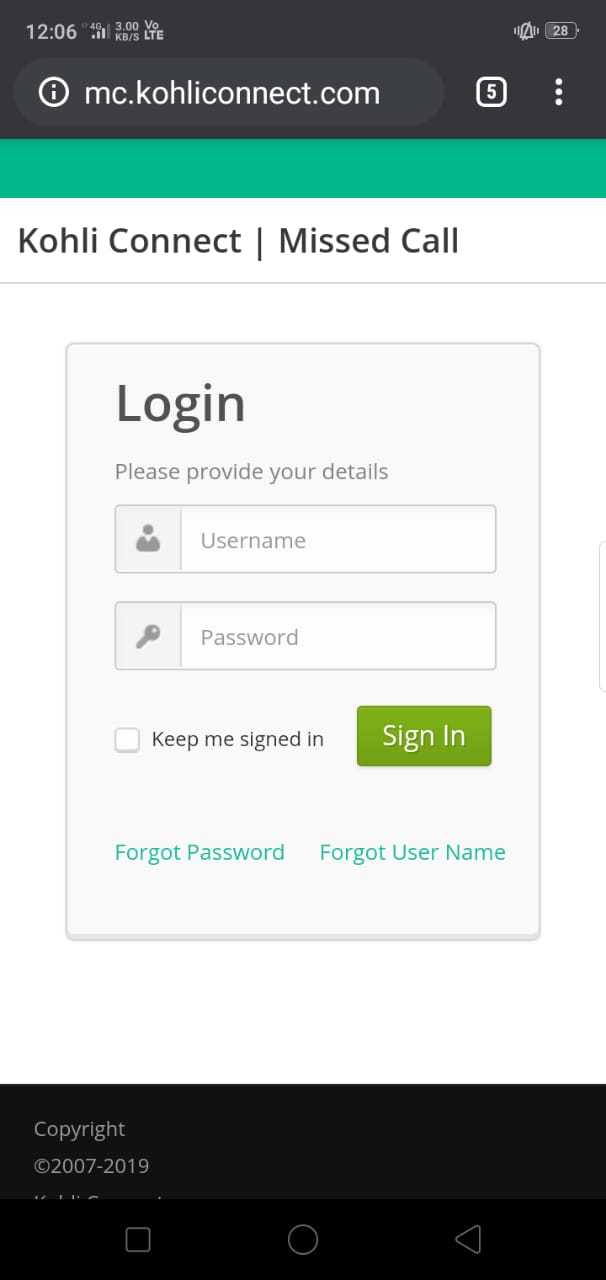 12:06 4G 3.00 KB/S Vo LTE 28
mc.kohliconnect.com 5
Kohli Connect | Missed Call
Login
Please provide your details
Username
Password
Keep me signed in Sign In
Forgot Password Forgot User Name
Copyright
©2007-2019